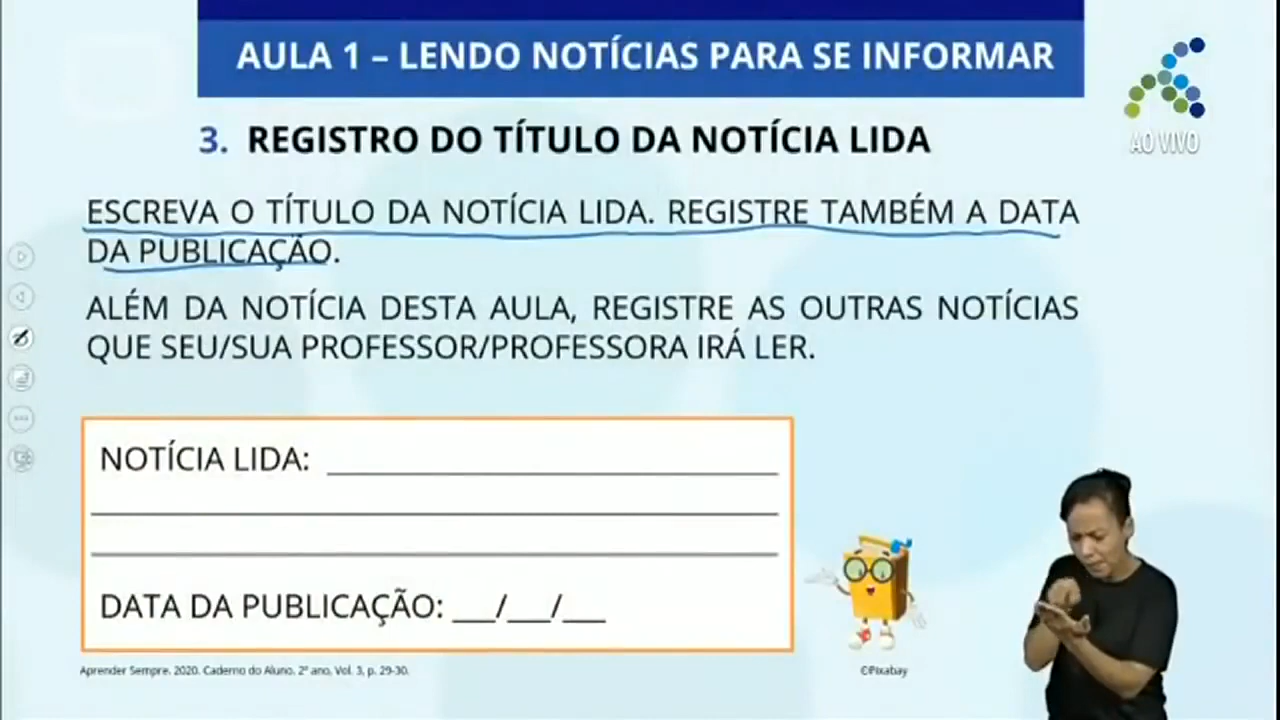 AULA 1 – LENDO NOTÍCIAS PARA SE INFORMAR
AO VIVO
3. REGISTRO DO TÍTULO DA NOTÍCIA LIDA
ESCREVA O TÍTULO DA NOTÍCIA LIDA. REGISTRE TAMBÉM A DATA
DA PUBLICAÇÃO.
ALÉM DA NOTÍCIA DESTA AULA, REGISTRE AS OUTRAS NOTÍCIAS
QUE SEU/SUA PROFESSOR/PROFESSORA IRÁ LER.
NOTÍCIA LIDA: ______________________
DATA DA PUBLICAÇÃO: ___/___/___
Aprender Sempre. 2020. Caderno do Aluno. 2º ano. Vol. 3, p. 29-30.
©Pixabay